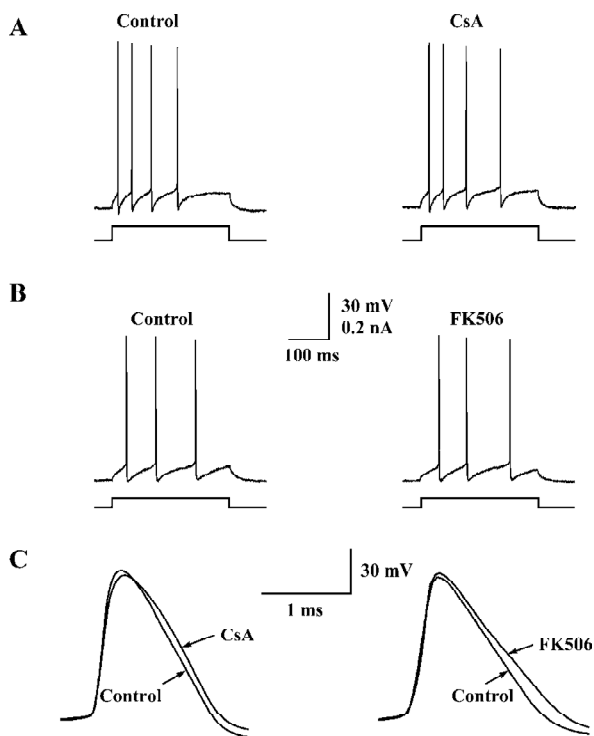 A
Control
CsA
B
Control
30 mV
0.2 nA
100 ms
FK506
C
30 mV
1 ms
CsA
Control
FK506
Control